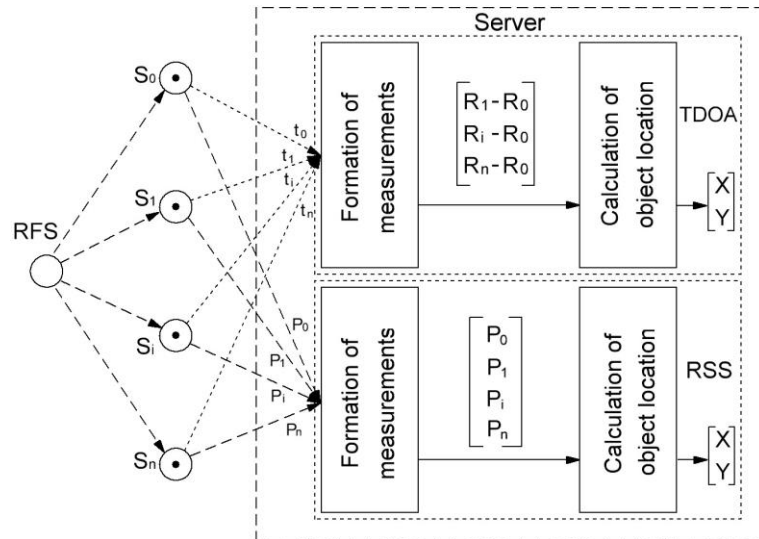 Server
RFS
S₀
S₁
Sᵢ
Sₙ
t₀
t₁
tᵢ
tₙ
P₀
P₁
Pᵢ
Pₙ
Formation of
measurements
R₁-R₀
Rᵢ-R₀
Rₙ-R₀
Calculation of
object location
TDOA
X
Y
Formation of
measurements
P₀
P₁
Pᵢ
Pₙ
Calculation of
object location
RSS
X
Y